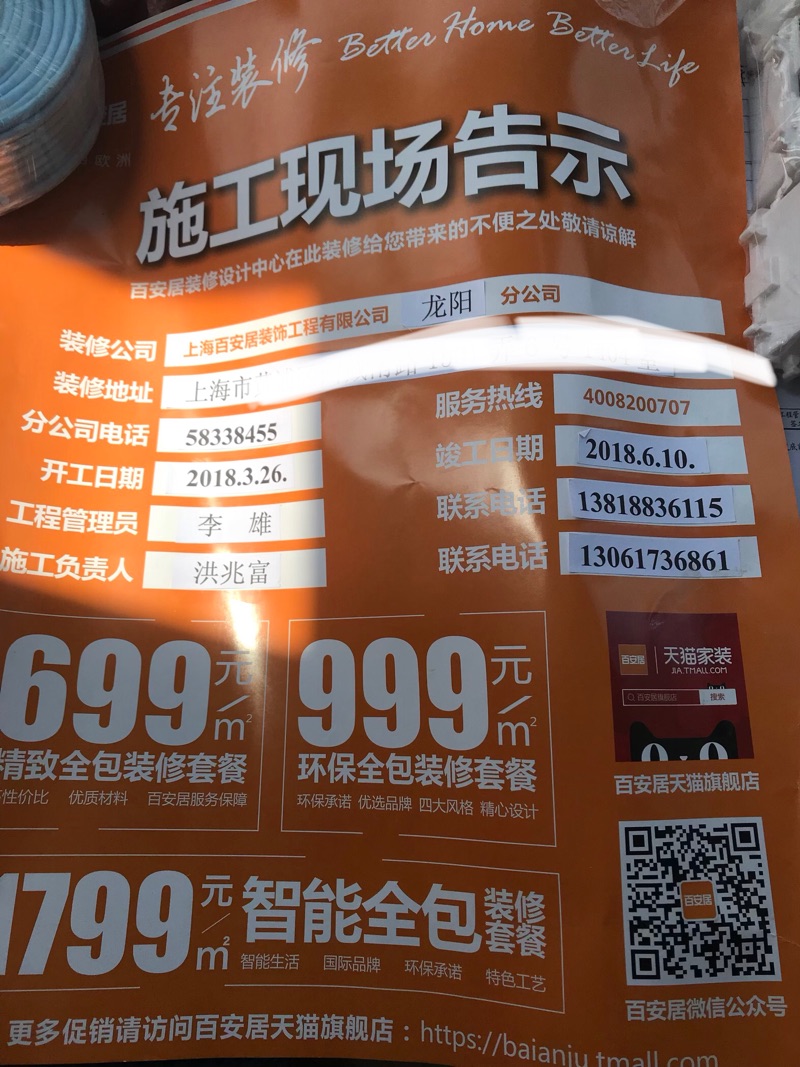 专注装修 Better Home Better Life
安居
欧洲
施工现场告示
百安居装修设计中心在此装修给您带来的不便之处敬请谅解
装修公司 上海百安居装饰工程有限公司 龙阳 分公司
装修地址 上海市
分公司电话 58338455 服务热线 4008200707
开工日期 2018.3.26. 竣工日期 2018.6.10.
工程管理员 李 雄 联系电话 13818836115
施工负责人 洪兆富 联系电话 13061736861
699元/m² 999元/m²
精致全包装修套餐 环保全包装修套餐
性价比 优质材料 百安居服务保障 环保承诺 优选品牌 四大风格 精心设计
百安居 天猫家装
JIA.TMALL.COM
百安居旗舰店 搜索
百安居天猫旗舰店
1799元/m² 智能全包装修套餐
智能生活 国际品牌 环保承诺 特色工艺
百安居
百安居微信公众号
更多促销请访问百安居天猫旗舰店：https://baianju.tmall.com